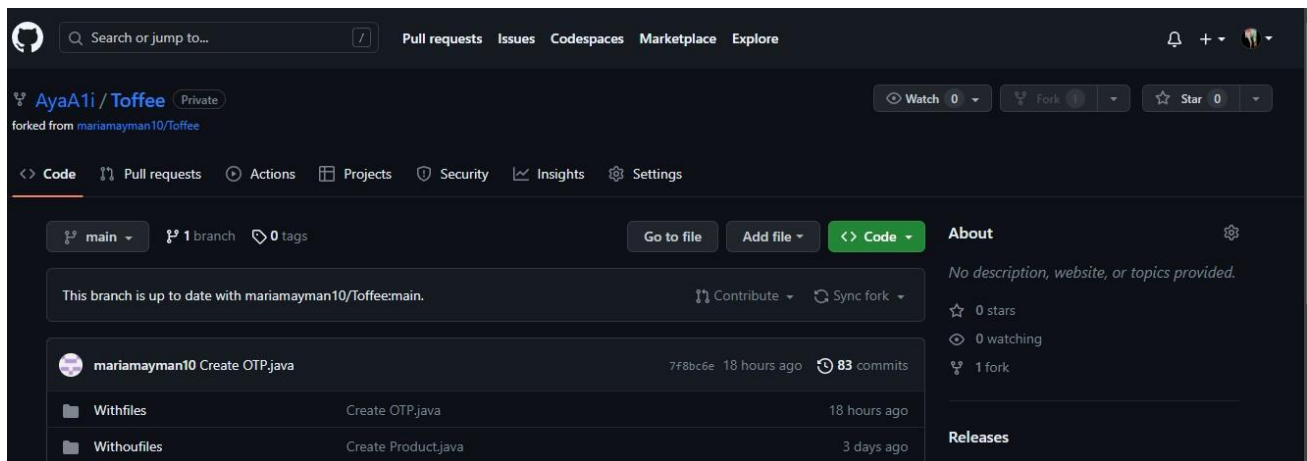 Search or jump to... / Pull requests Issues Codespaces Marketplace Explore
AyaA1i / Toffee Private
Watch 0 Fork 1 Star 0
forked from mariamayman10/Toffee
<> Code Pull requests Actions Projects Security Insights Settings
main 1 branch 0 tags Go to file Add file <> Code
This branch is up to date with mariamayman10/Toffee:main. Contribute Sync fork
mariamayman10 Create OTP.java 7f8bc6e 18 hours ago 83 commits
Withfiles Create OTP.java 18 hours ago
Withoufiles Create Product.java 3 days ago
About
No description, website, or topics provided.
0 stars
0 watching
1 fork
Releases